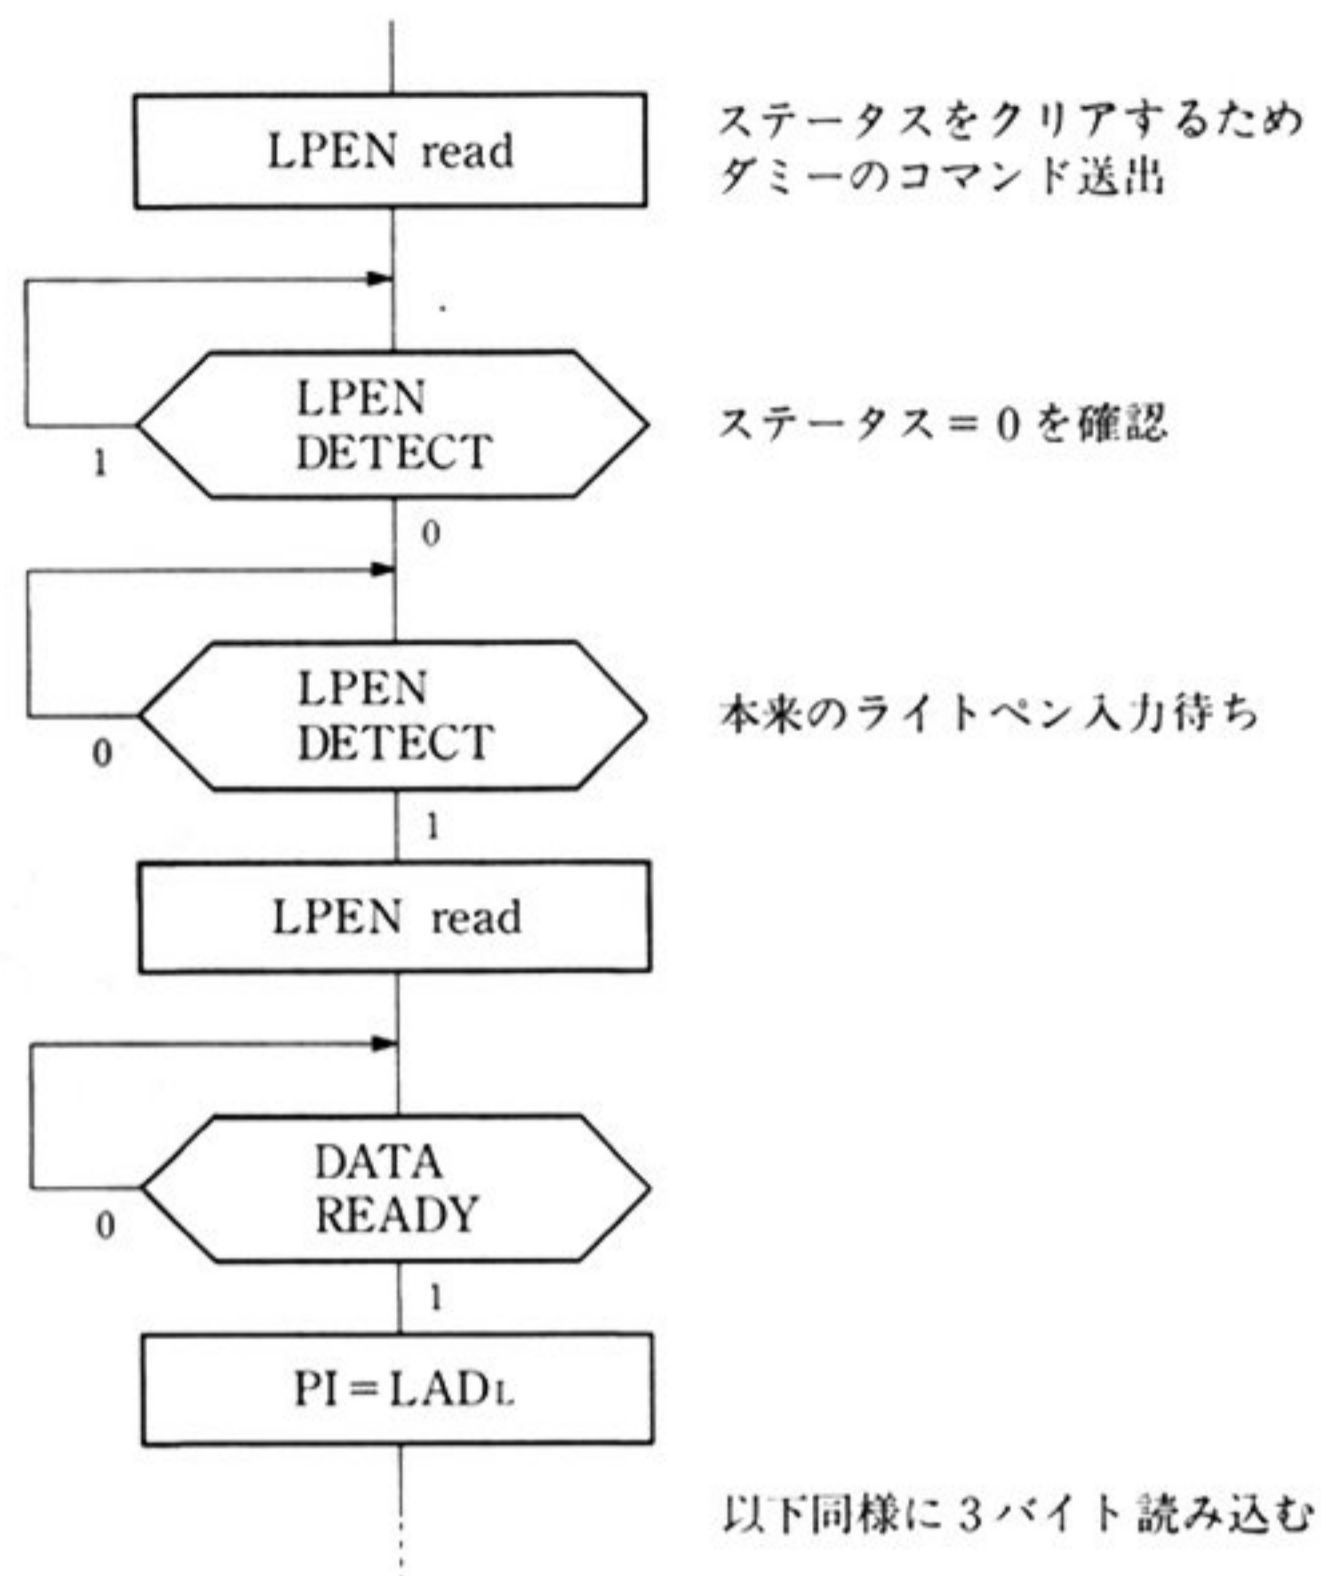 LPEN read
ステータスをクリアするため
ダミーのコマンド送出
LPEN
DETECT
ステータス＝0を確認
1
0
LPEN
DETECT
本来のライトペン入力待ち
0
1
LPEN read
DATA
READY
0
1
PI＝LADL
以下同様に3バイト読み込む